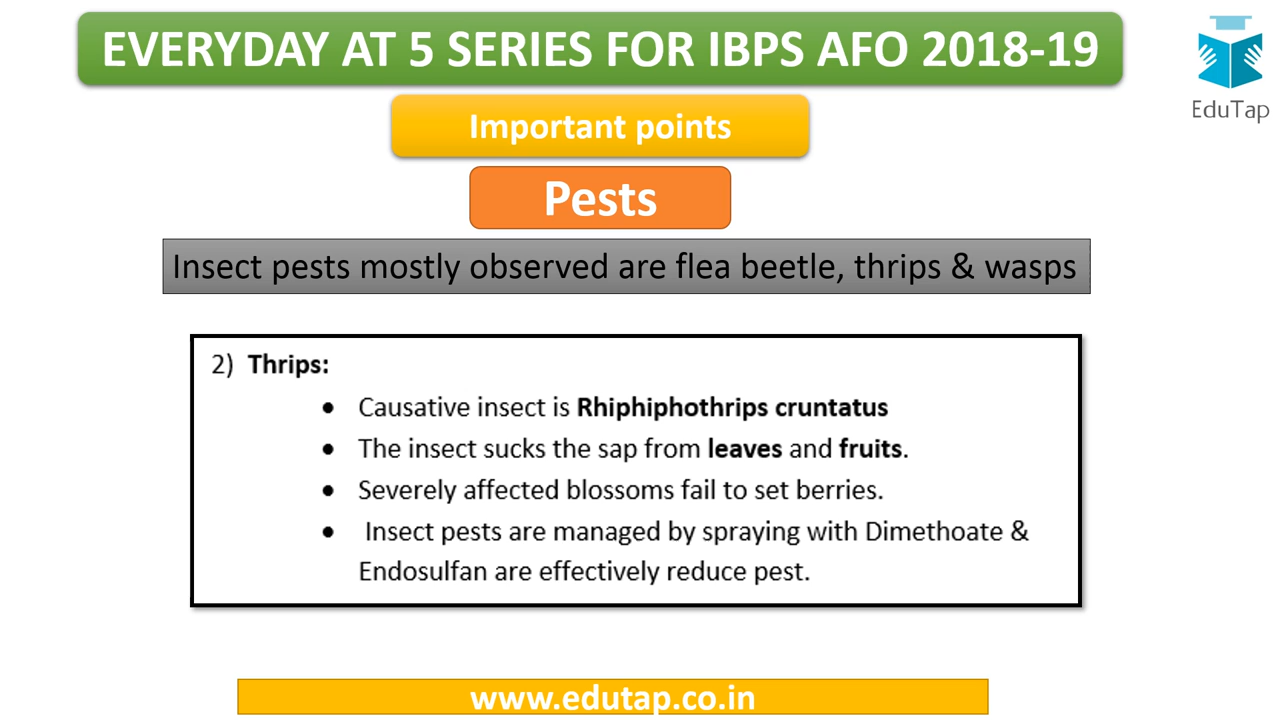 EVERYDAY AT 5 SERIES FOR IBPS AFO 2018-19
EduTap
Important points
Pests
Insect pests mostly observed are flea beetle, thrips & wasps
2) Thrips:
• Causative insect is Rhiphiphothrips cruntatus
• The insect sucks the sap from leaves and fruits.
• Severely affected blossoms fail to set berries.
• Insect pests are managed by spraying with Dimethoate &
Endosulfan are effectively reduce pest.
www.edutap.co.in